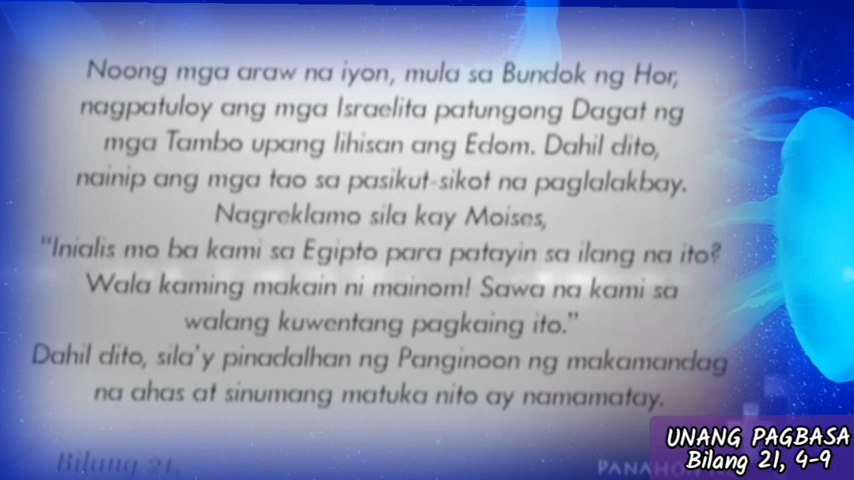 Noong mga araw na iyon, mula sa Bundok ng Hor,
nagpatuloy ang mga Israelita patungong Dagat ng
mga Tambo upang lihisan ang Edom. Dahil dito,
nainip ang mga tao sa pasikut-sikot na paglalakbay.
Nagreklamo sila kay Moises,
“Inialis mo ba kami sa Egipto para patayin sa ilang na ito?
Wala kaming makain ni mainom! Sawa na kami sa
walang kuwentang pagkaing ito.”
Dahil dito, sila’y pinadalhan ng Panginoon ng makamandag
na ahas at sinumang matuka nito ay namamatay.
Bilang 21,
UNANG PAGBASA
Bilang 21, 4-9